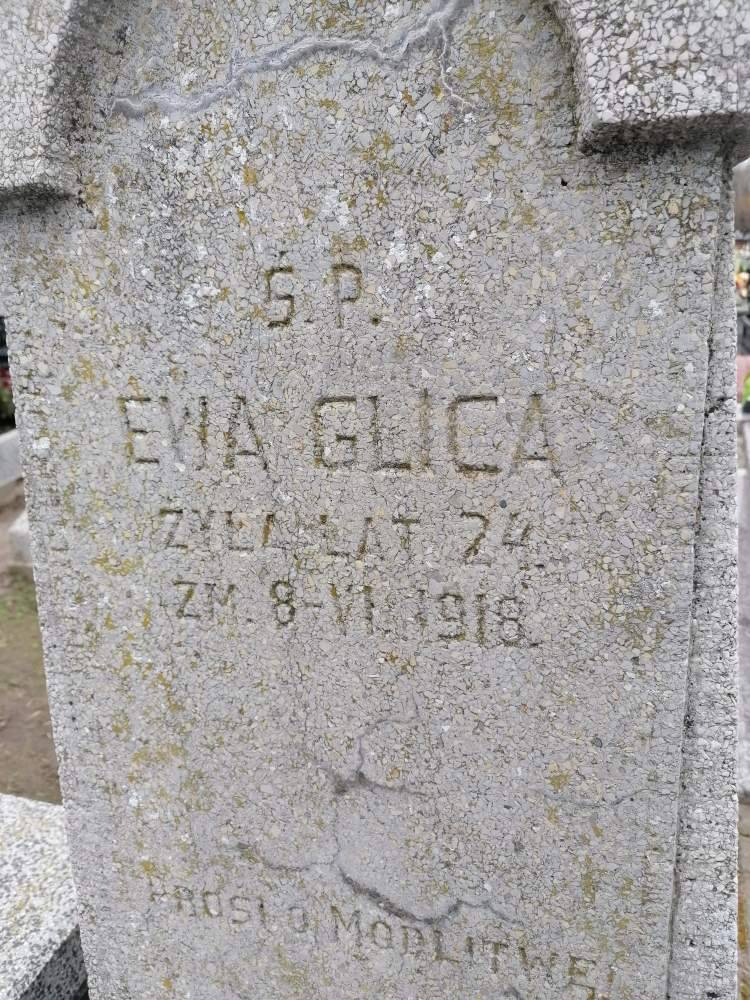 Ś.P.
EWA GLICA
ŻYŁA LAT 24
ZM. 8-VI. 1918
PROSI O MODLITWĘ!